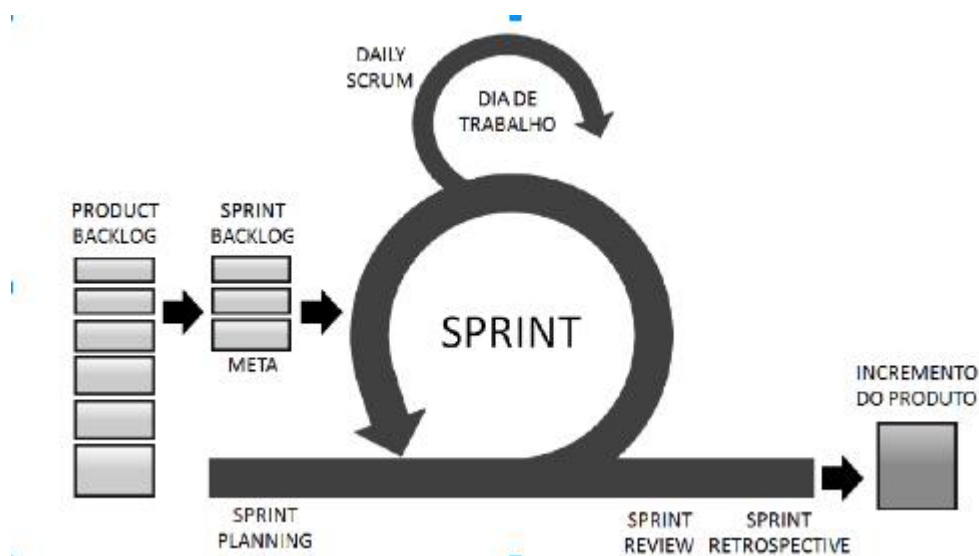 DAILY
SCRUM
DIA DE
TRABALHO
PRODUCT
BACKLOG
SPRINT
BACKLOG
META
SPRINT
INCREMENTO
DO PRODUTO
SPRINT
PLANNING
SPRINT
REVIEW
SPRINT
RETROSPECTIVE